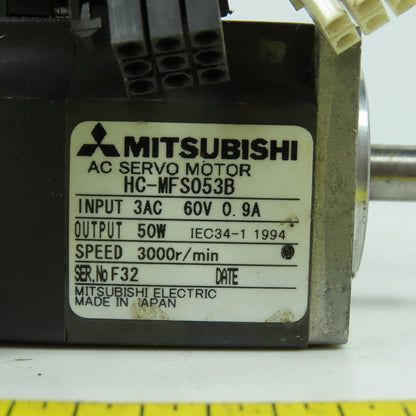 MITSUBISHI
AC SERVO MOTOR
HC-MFS053B
INPUT 3AC 60V 0.9A
OUTPUT 50W IEC34-1 1994
SPEED 3000r/min
SER.No F32 DATE
MITSUBISHI ELECTRIC
MADE IN JAPAN